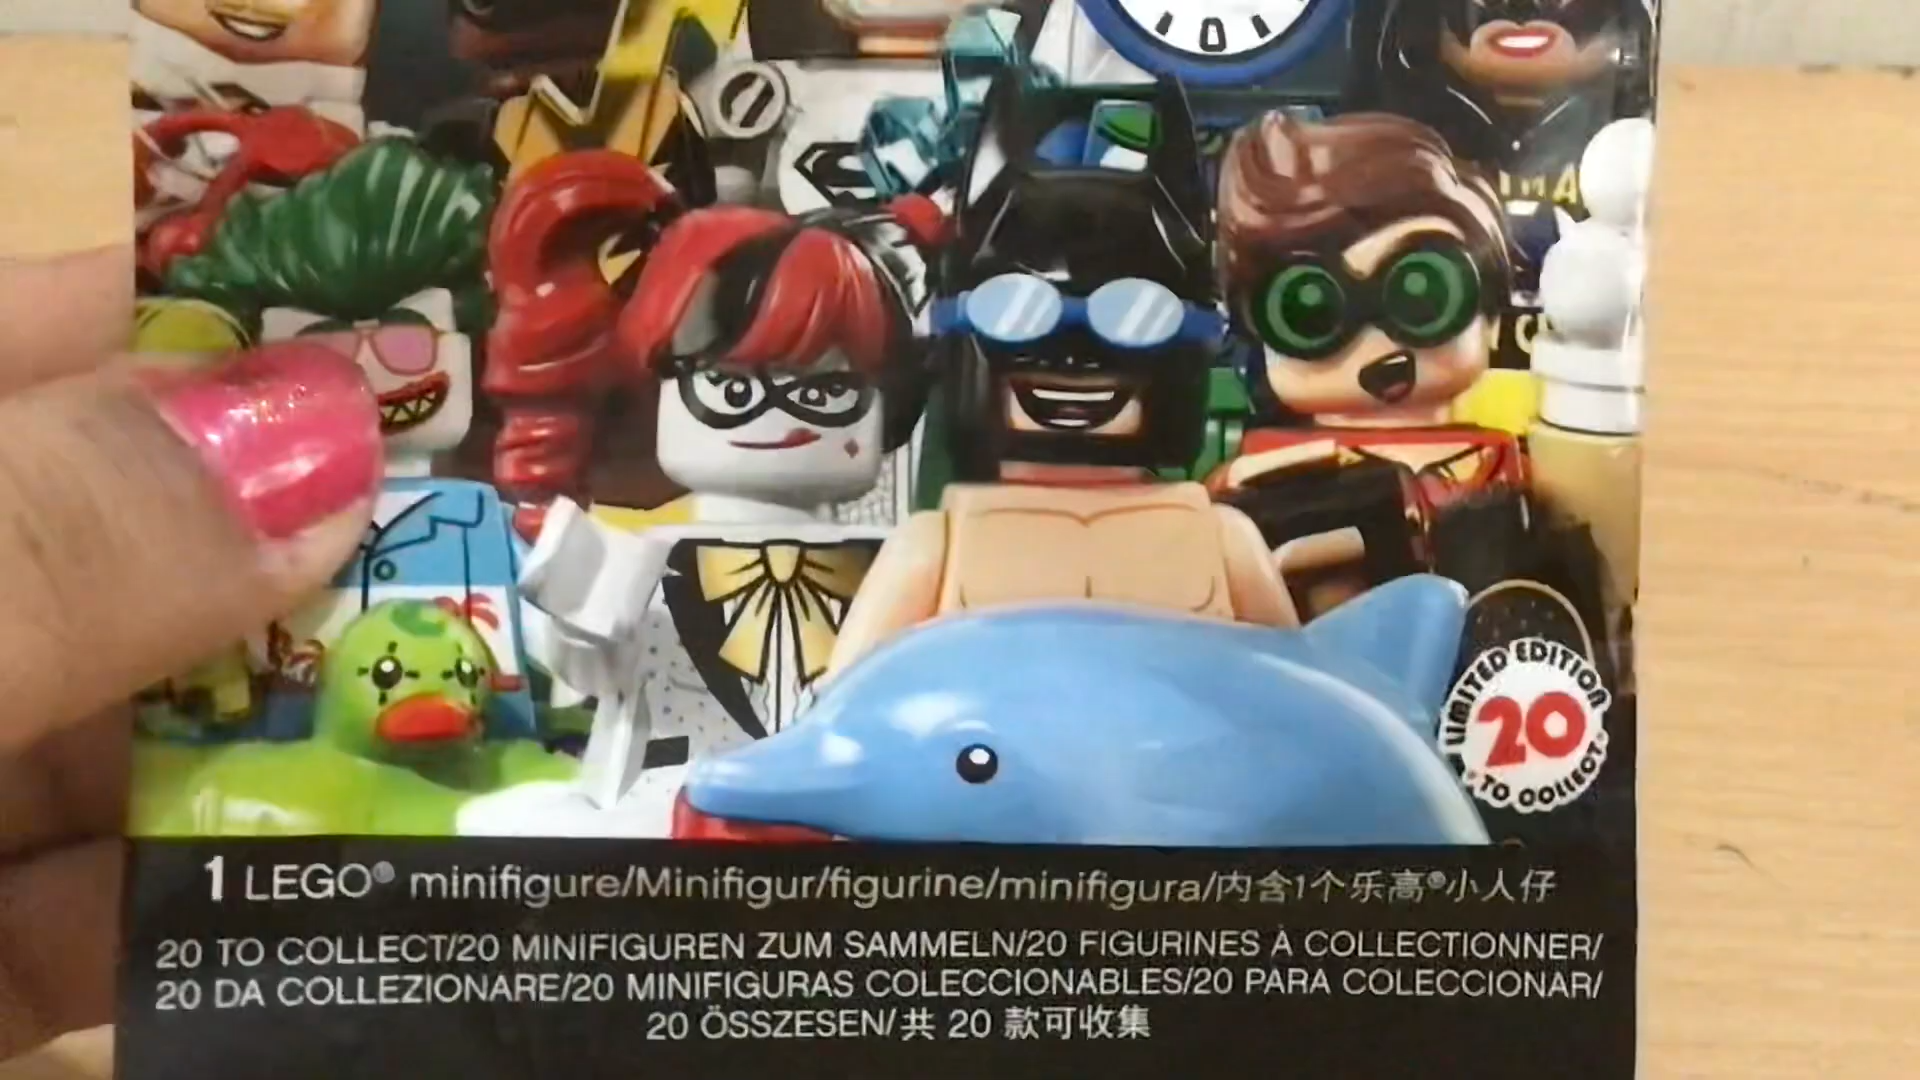 LIMITED EDITION
20
TO COLLECT
1 LEGO® minifigure/Minifigur/figurine/minifigura/内含1个乐高®小人仔
20 TO COLLECT/20 MINIFIGUREN ZUM SAMMELN/20 FIGURINES À COLLECTIONNER/
20 DA COLLEZIONARE/20 MINIFIGURAS COLECCIONABLES/20 PARA COLECCIONAR/
20 ÖSSZESEN/共 20 款可收集